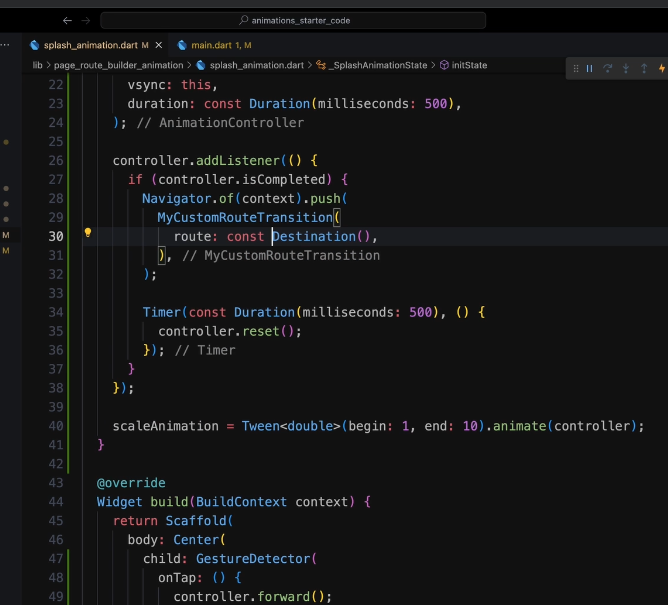 animations_starter_code
splash_animation.dart M
main.dart 1, M
lib > page_route_builder_animation > splash_animation.dart > _SplashAnimationState > initState
22 vsync: this,
23 duration: const Duration(milliseconds: 500),
24 ); // AnimationController
25
26 controller.addListener(() {
27 if (controller.isCompleted) {
28 Navigator.of(context).push(
29 MyCustomRouteTransition(
M 30 route: const Destination(),
M 31 ), // MyCustomRouteTransition
32 );
33
34 Timer(const Duration(milliseconds: 500), () {
35 controller.reset();
36 }); // Timer
37 }
38 });
39
40 scaleAnimation = Tween<double>(begin: 1, end: 10).animate(controller);
41 }
42
43 @override
44 Widget build(BuildContext context) {
45 return Scaffold(
46 body: Center(
47 child: GestureDetector(
48 onTap: () {
49 controller.forward();